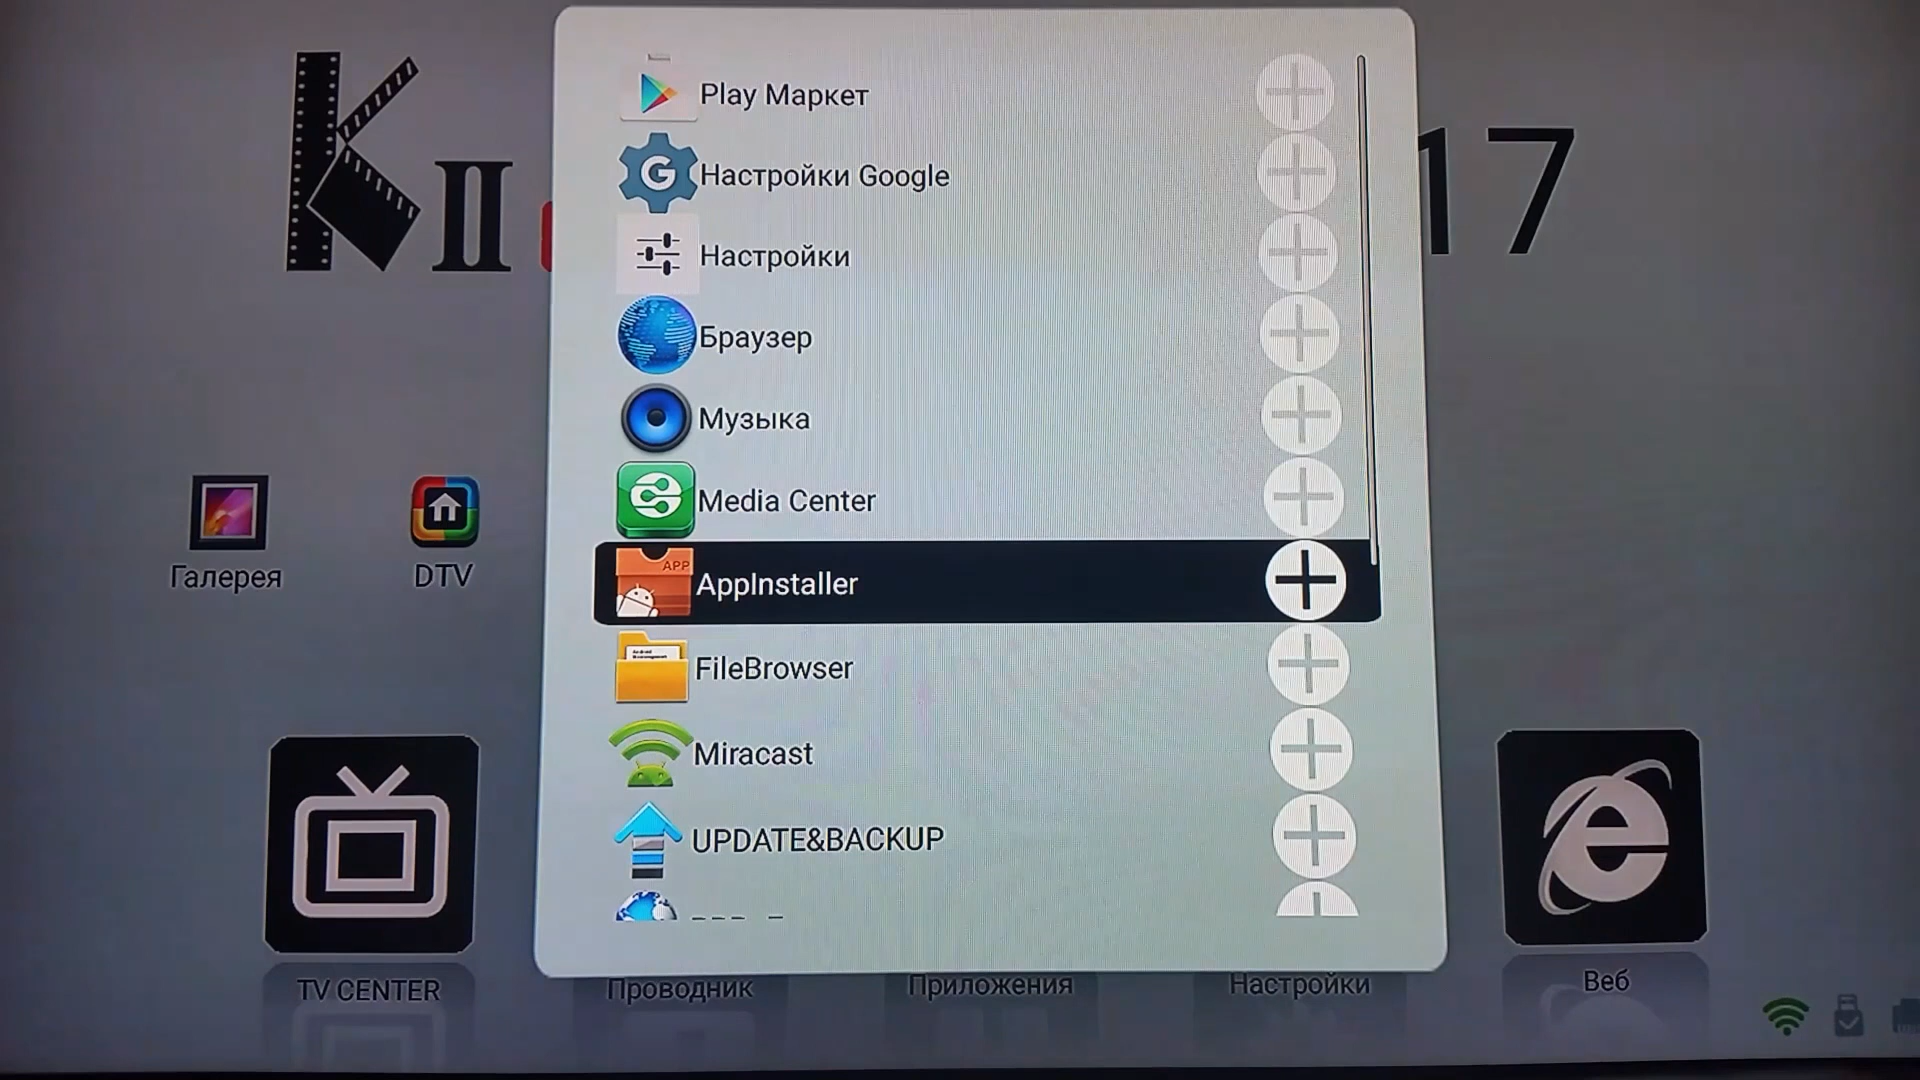 KII
17
Play Маркет
Настройки Google
Настройки
Браузер
Музыка
Media Center
APP
AppInstaller
FileBrowser
Miracast
UPDATE&BACKUP
Галерея
DTV
TV CENTER
Проводник
Приложения
Настройки
Веб